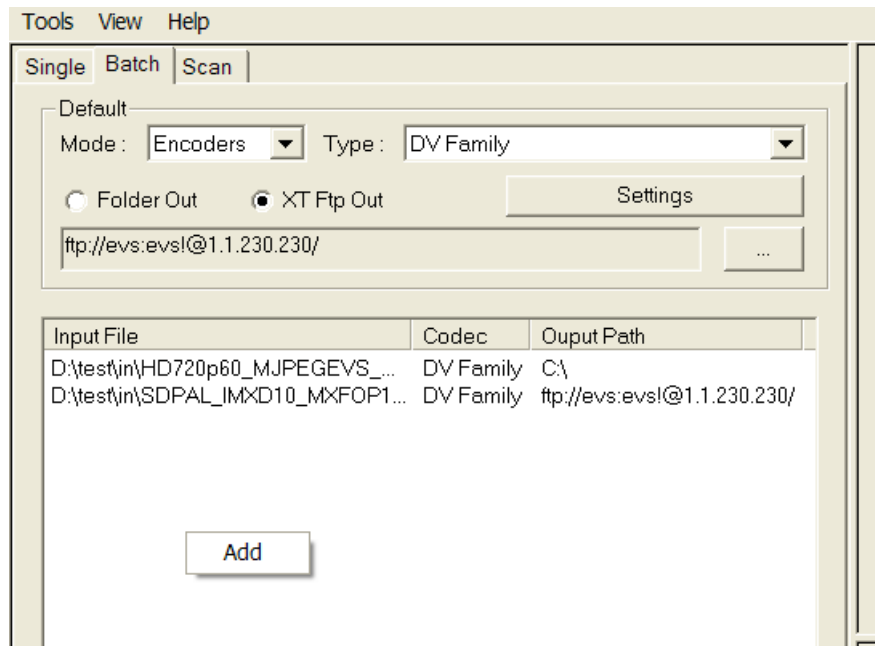 Tools View Help
Single Batch Scan
Default
Mode : Encoders Type : DV Family
Folder Out XT Ftp Out Settings
ftp://evs:evs!@1.1.230.230/ ...
Input File Codec Ouput Path
D:\test\in\HD720p60_MJPEGEVS_... DV Family C:\
D:\test\in\SDPAL_IMXD10_MXFOP1... DV Family ftp://evs:evs!@1.1.230.230/
Add